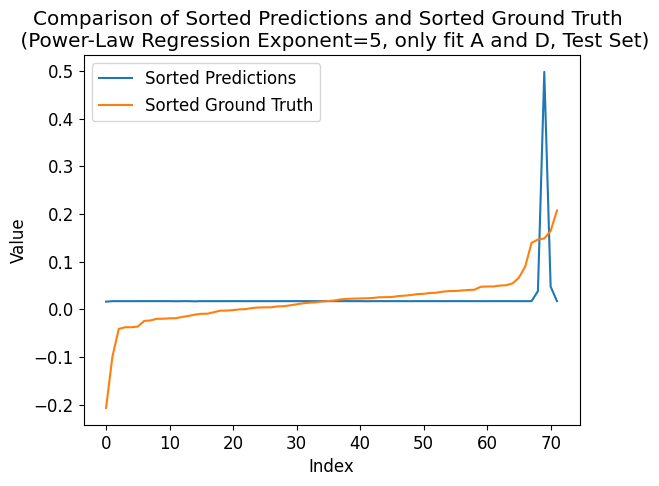 Comparison of Sorted Predictions and Sorted Ground Truth
(Power-Law Regression Exponent=5, only fit A and D, Test Set)
Sorted Predictions
Sorted Ground Truth
0.5
0.4
0.3
0.2
0.1
0.0
−0.1
−0.2
Value
0 10 20 30 40 50 60 70
Index